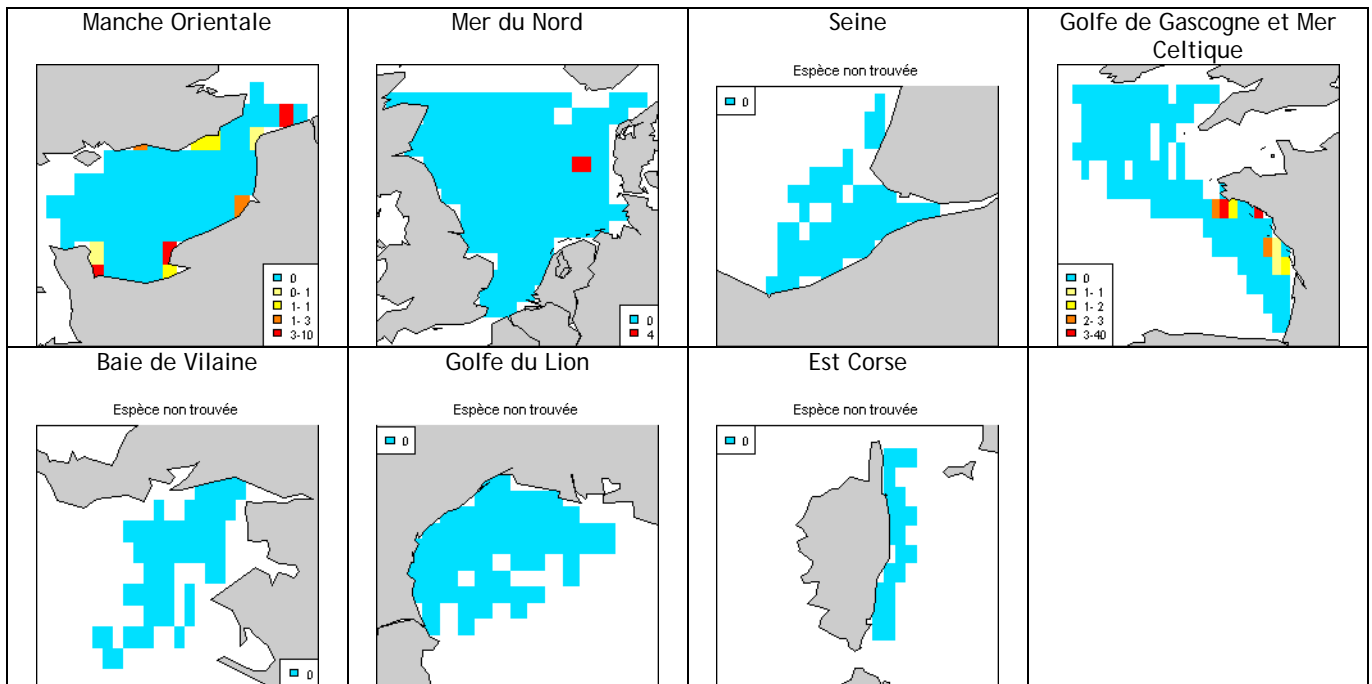 Manche Orientale
0
0- 1
1- 1
1- 3
3-10
Mer du Nord
0
4
Seine
Espèce non trouvée
0
Golfe de Gascogne et Mer
Celtique
0
1- 1
1- 2
2- 3
3-40
Baie de Vilaine
Espèce non trouvée
0
Golfe du Lion
Espèce non trouvée
0
Est Corse
Espèce non trouvée
0